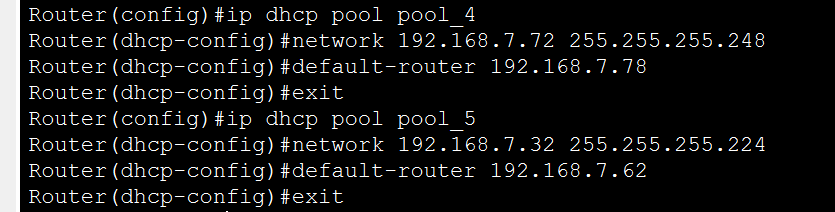 Router(config)#ip dhcp pool pool_4
Router(dhcp-config)#network 192.168.7.72 255.255.255.248
Router(dhcp-config)#default-router 192.168.7.78
Router(dhcp-config)#exit
Router(config)#ip dhcp pool pool_5
Router(dhcp-config)#network 192.168.7.32 255.255.255.224
Router(dhcp-config)#default-router 192.168.7.62
Router(dhcp-config)#exit